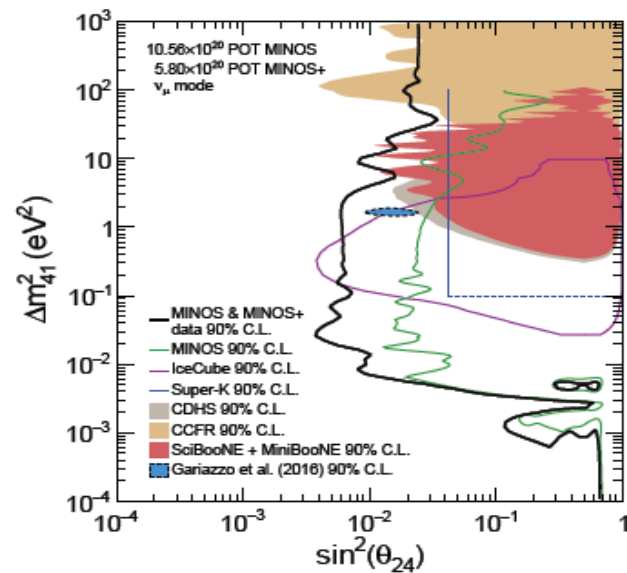 10.56×10²⁰ POT MINOS
5.80×10²⁰ POT MINOS+
νμ mode
10³
10²
10
1
10⁻¹
10⁻²
10⁻³
10⁻⁴
Δm²₄₁ (eV²)
MINOS & MINOS+
data 90% C.L.
MINOS 90% C.L.
IceCube 90% C.L.
Super-K 90% C.L.
CDHS 90% C.L.
CCFR 90% C.L.
SciBooNE + MiniBooNE 90% C.L.
Gariazzo et al. (2016) 90% C.L.
10⁻⁴ 10⁻³ 10⁻² 10⁻¹ 1
sin²(θ₂₄)